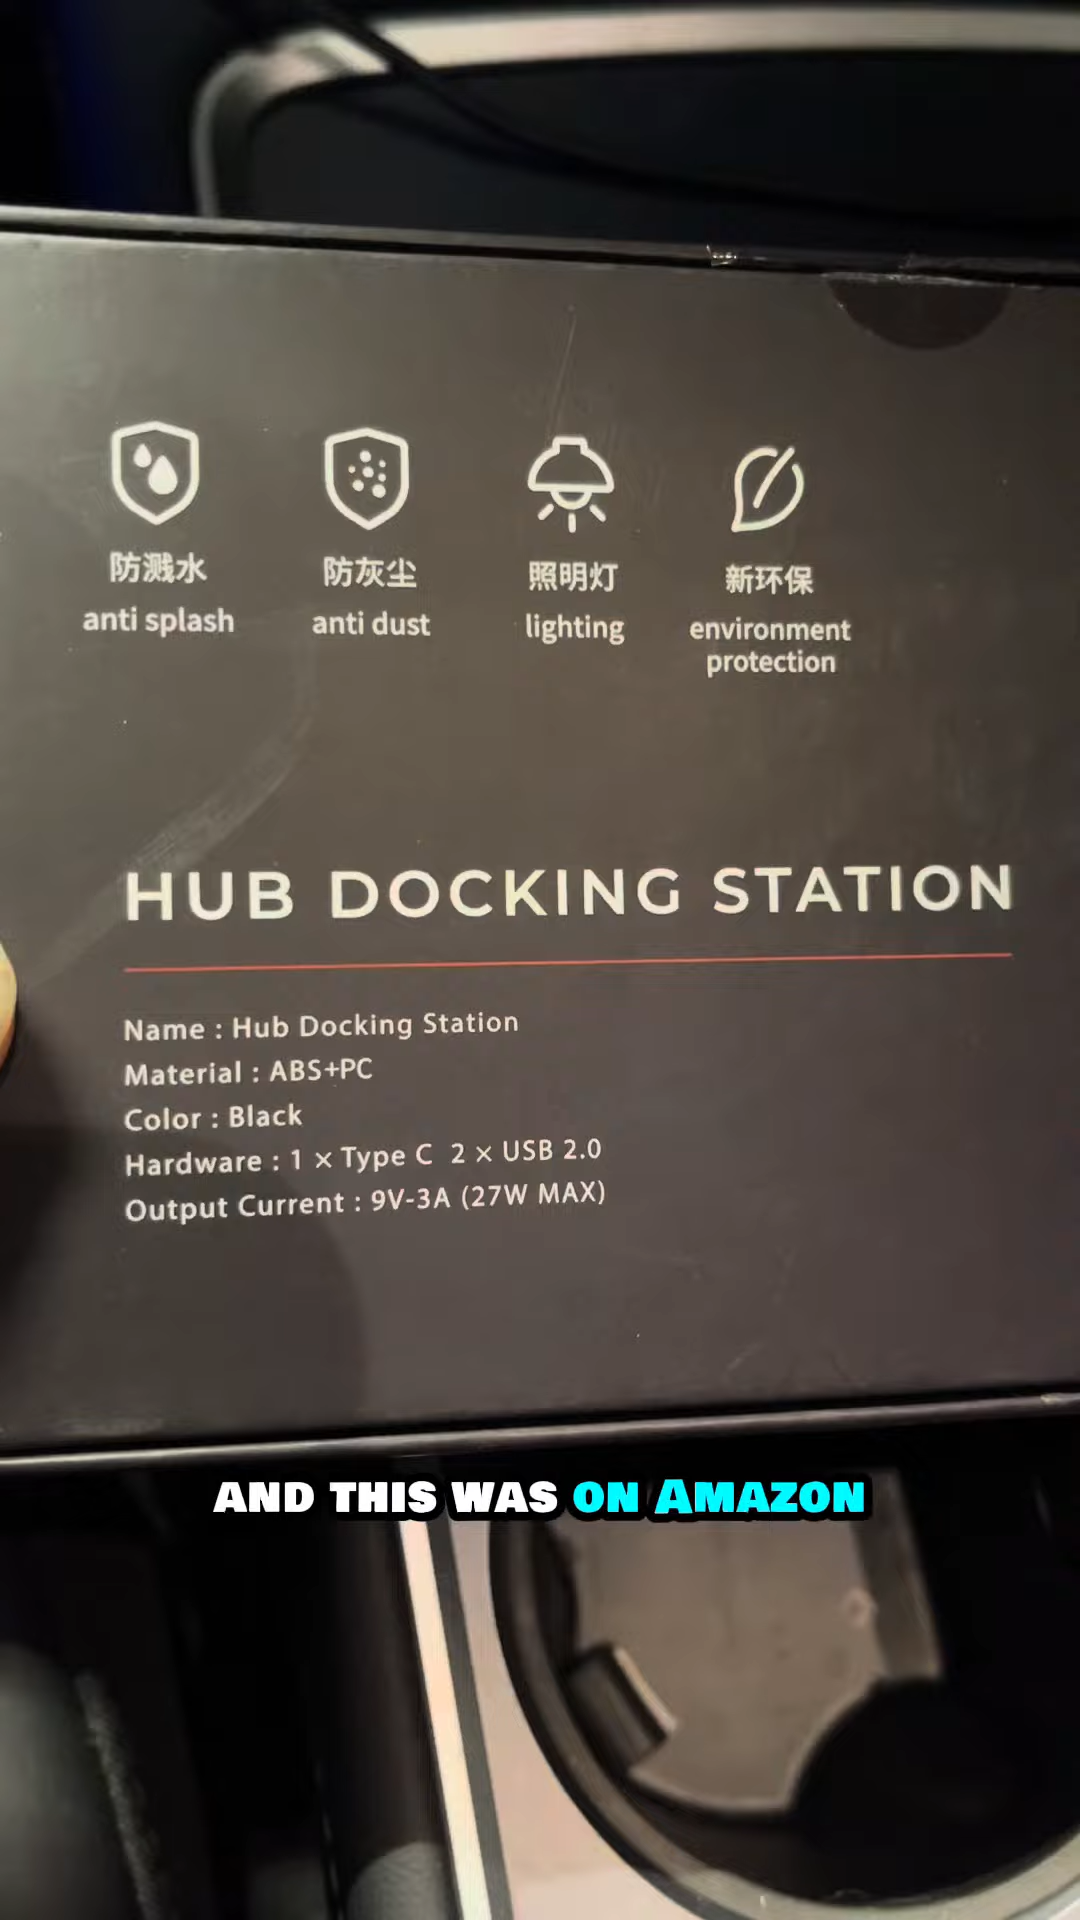 防溅水
anti splash
防灰尘
anti dust
照明灯
lighting
新环保
environment
protection
HUB DOCKING STATION
Name : Hub Docking Station
Material : ABS+PC
Color : Black
Hardware : 1 × Type C 2 × USB 2.0
Output Current : 9V-3A (27W MAX)
AND THIS WAS ON AMAZON